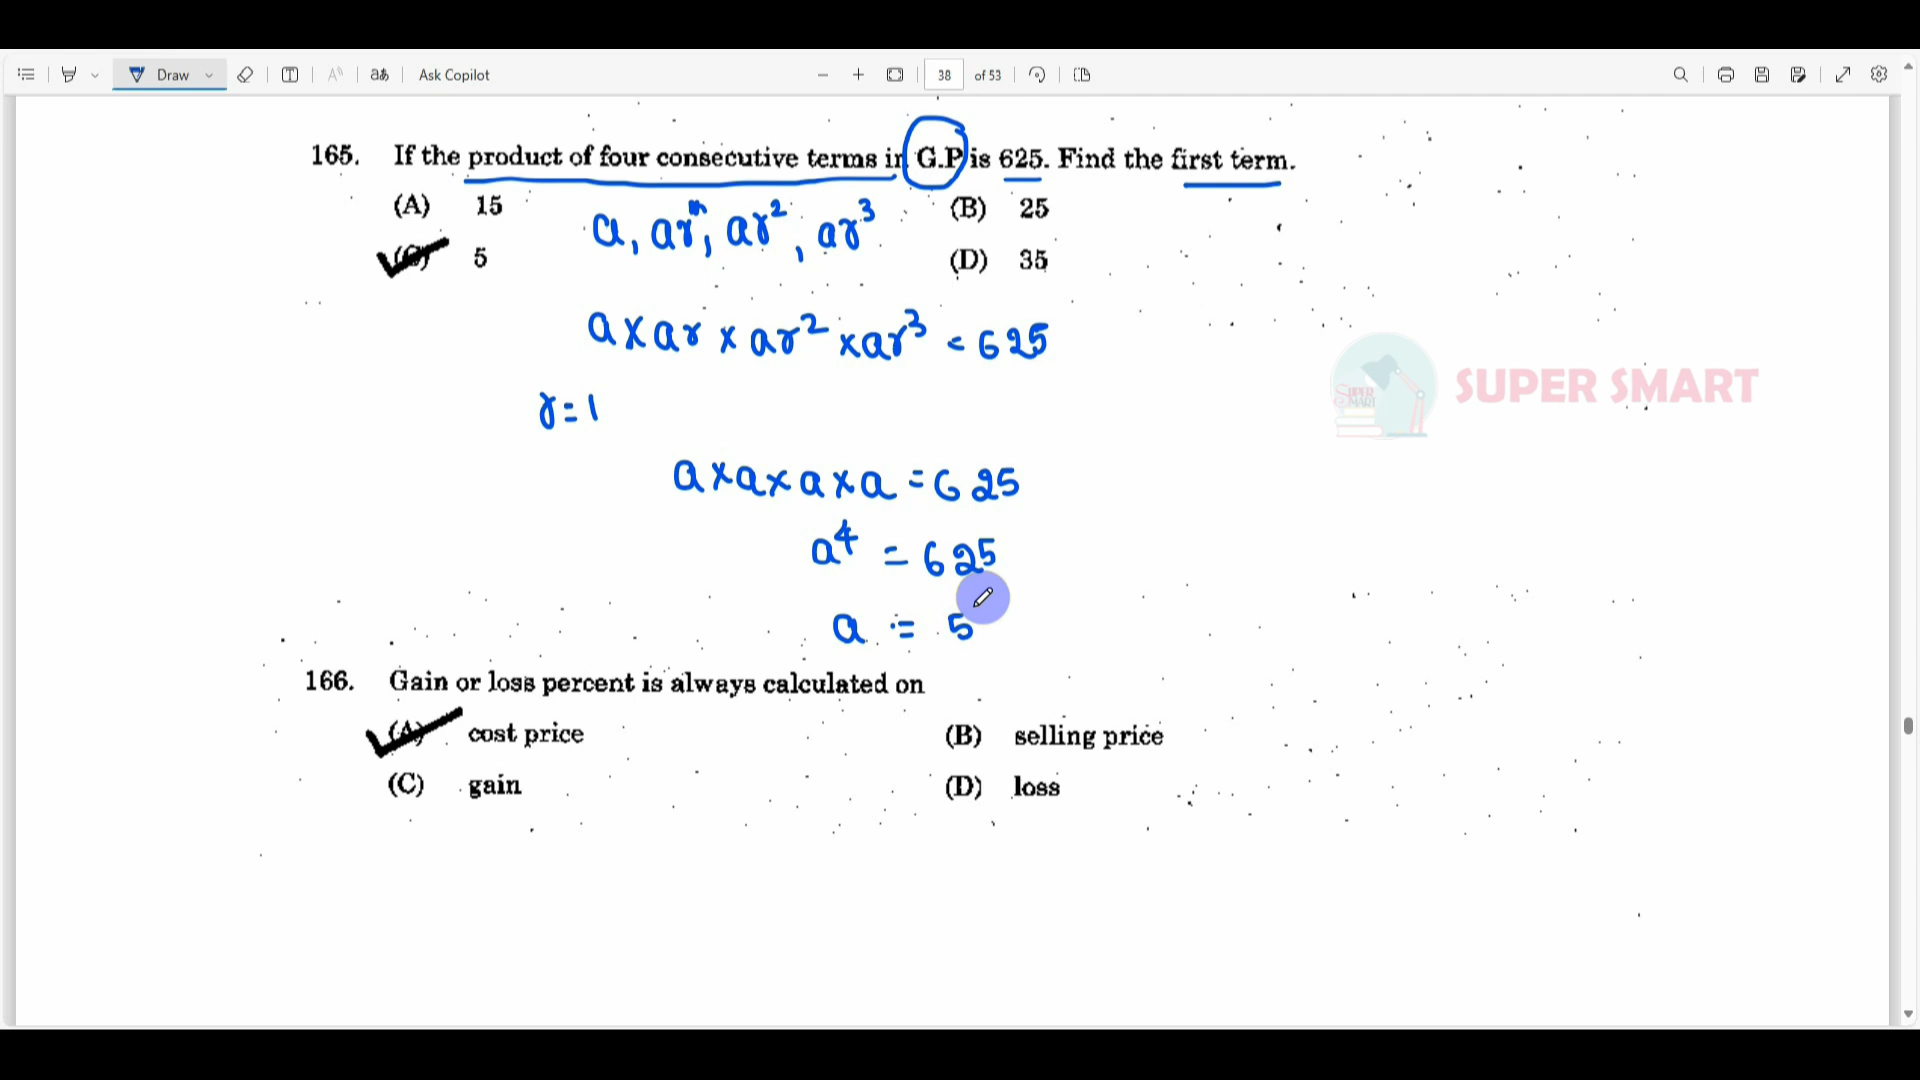 Draw Ask Copilot 38 of 53
165. If the product of four consecutive terms in G.P is 625. Find the first term.
(A) 15 (B) 25
a, ar, ar², ar³
(C) 5 (D) 35
a × ar × ar² × ar³ = 625
r = 1
SUPER SMART
SUPER SMART
a × a × a × a = 625
a⁴ = 625
a = 5
166. Gain or loss percent is always calculated on
(A) cost price (B) selling price
(C) gain (D) loss